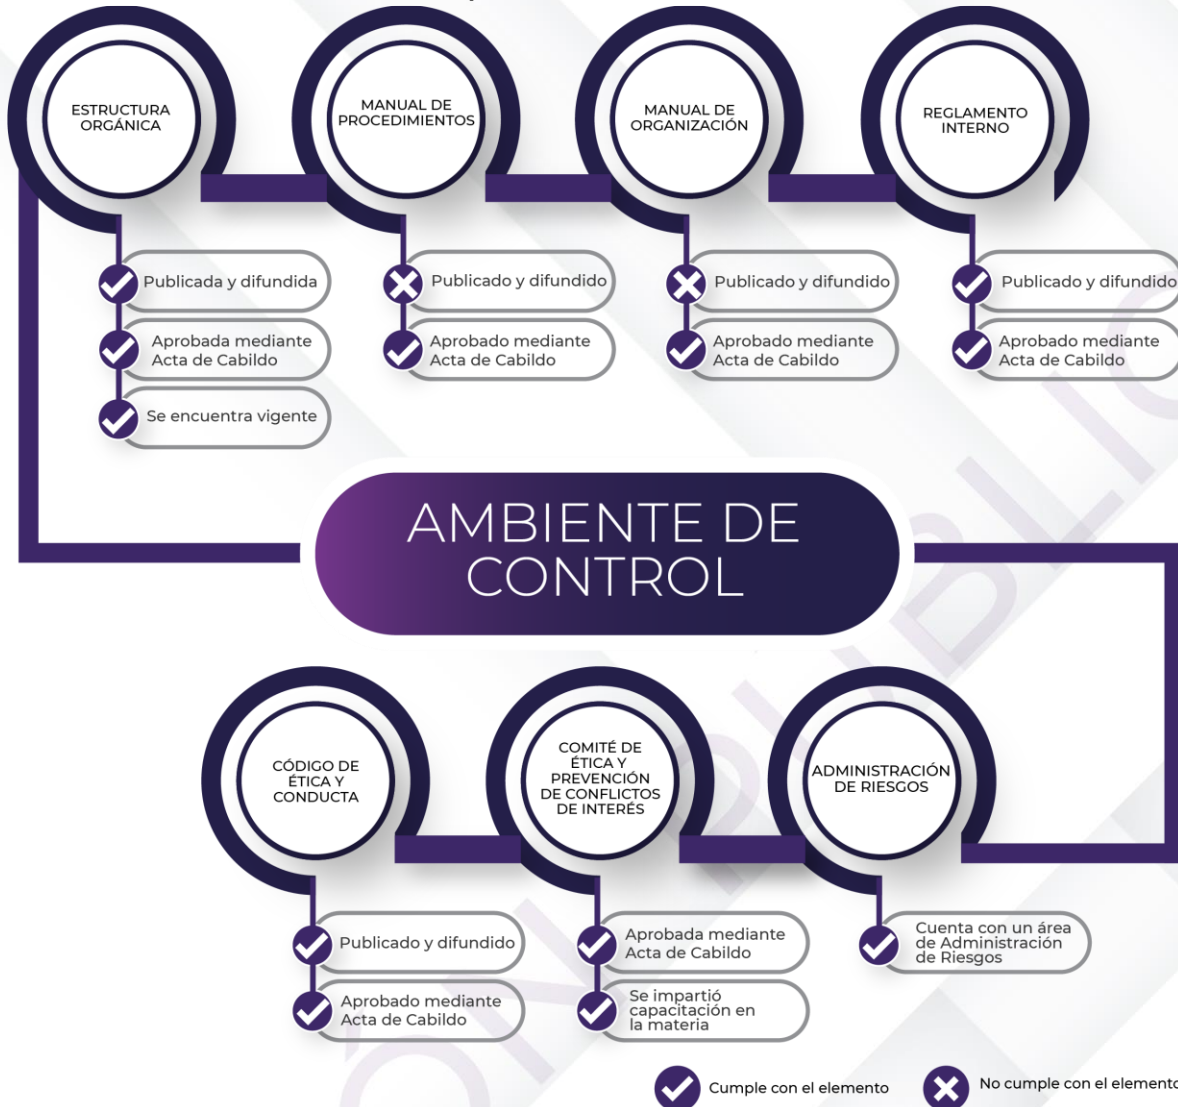 ESTRUCTURA
ORGÁNICA
MANUAL DE
PROCEDIMIENTOS
MANUAL DE
ORGANIZACIÓN
REGLAMENTO
INTERNO
Publicada y difundida
Aprobada mediante
Acta de Cabildo
Se encuentra vigente
Publicado y difundido
Aprobado mediante
Acta de Cabildo
Publicado y difundido
Aprobado mediante
Acta de Cabildo
Publicado y difundido
Aprobado mediante
Acta de Cabildo
AMBIENTE DE
CONTROL
CÓDIGO DE
ÉTICA Y
CONDUCTA
COMITÉ DE
ÉTICA Y
PREVENCIÓN
DE CONFLICTOS
DE INTERÉS
ADMINISTRACIÓN
DE RIESGOS
Publicado y difundido
Aprobado mediante
Acta de Cabildo
Aprobada mediante
Acta de Cabildo
Se impartió
capacitación en
la materia
Cuenta con un área
de Administración
de Riesgos
Cumple con el elemento
No cumple con el elemento